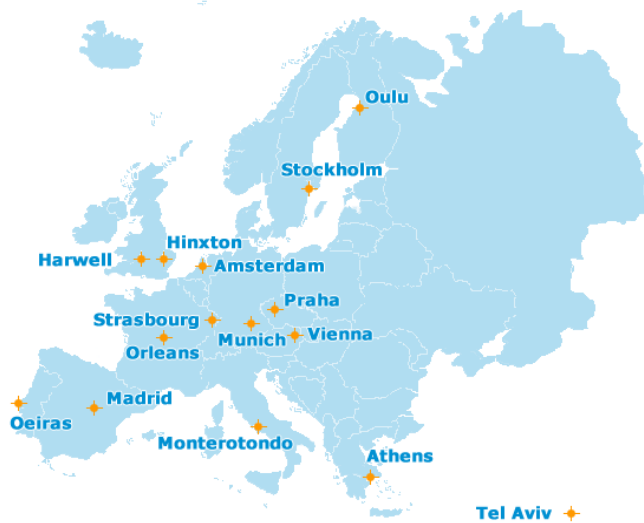 Oulu
Stockholm
Hinxton
Harwell
Amsterdam
Praha
Strasbourg
Munich
Vienna
Orleans
Madrid
Oeiras
Monterotondo
Athens
Tel Aviv